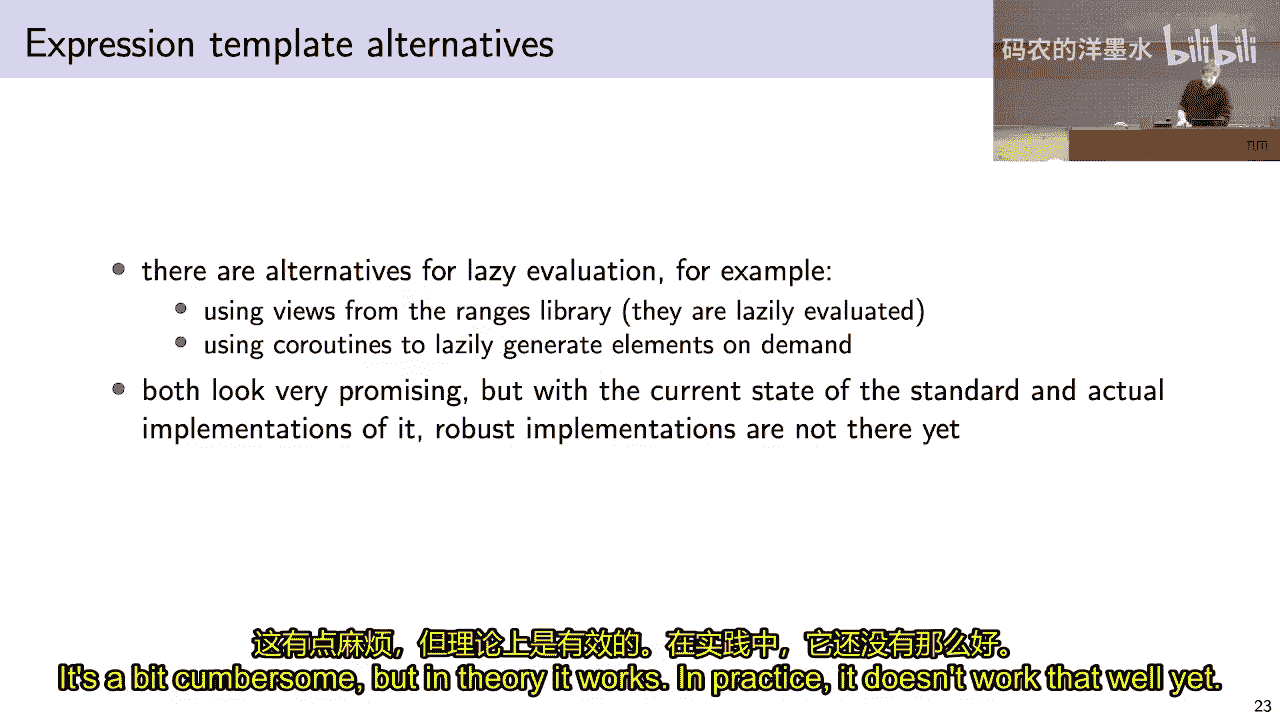 Expression template alternatives
码农的洋墨水 bilibili
there are alternatives for lazy evaluation, for example:
using views from the ranges library (they are lazily evaluated)
using coroutines to lazily generate elements on demand
both look very promising, but with the current state of the standard and actual
implementations of it, robust implementations are not there yet
这有点麻烦，但理论上是有效的。在实践中，它还没有那么好。
It's a bit cumbersome, but in theory it works. In practice, it doesn't work that well yet.
23